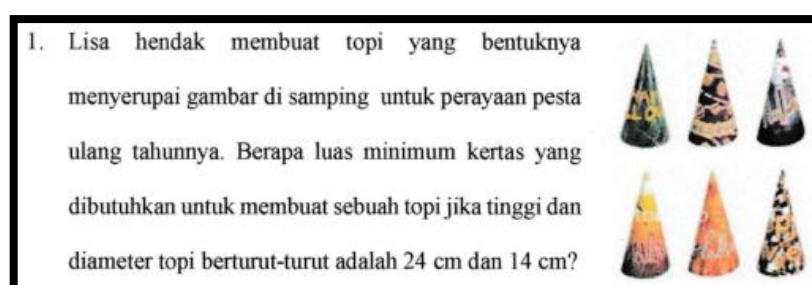 1. Lisa hendak membuat topi yang bentuknya
menyerupai gambar di samping untuk perayaan pesta
ulang tahunnya. Berapa luas minimum kertas yang
dibutuhkan untuk membuat sebuah topi jika tinggi dan
diameter topi berturut-turut adalah 24 cm dan 14 cm?